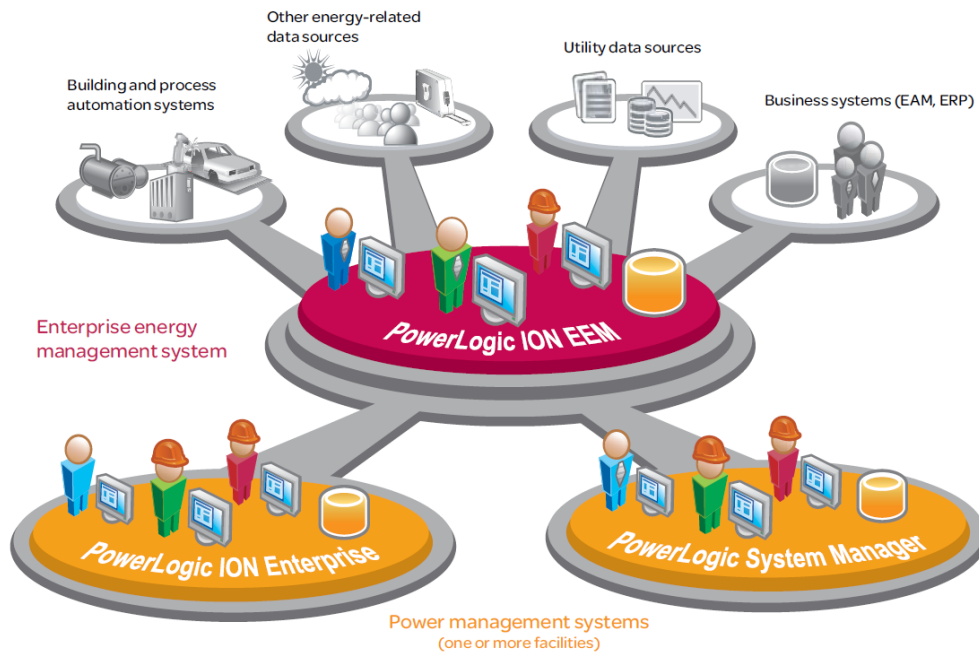 Other energy-related
data sources
Utility data sources
Building and process
automation systems
Business systems (EAM, ERP)
Enterprise energy
management system
PowerLogic ION EEM
PowerLogic ION Enterprise
PowerLogic System Manager
Power management systems
(one or more facilities)